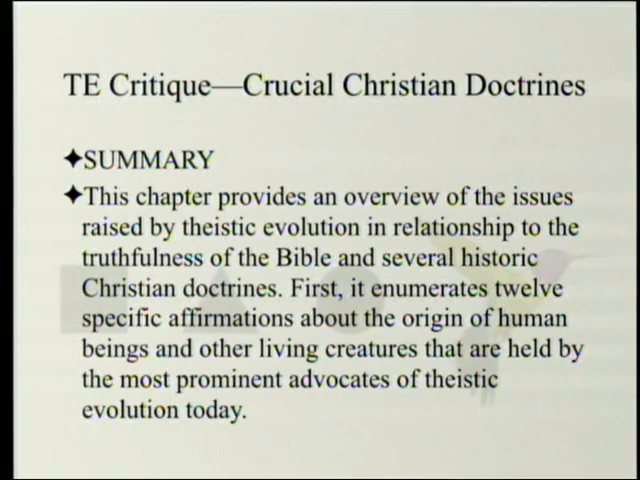 TE Critique—Crucial Christian Doctrines
✦SUMMARY
✦This chapter provides an overview of the issues
raised by theistic evolution in relationship to the
truthfulness of the Bible and several historic
Christian doctrines. First, it enumerates twelve
specific affirmations about the origin of human
beings and other living creatures that are held by
the most prominent advocates of theistic
evolution today.